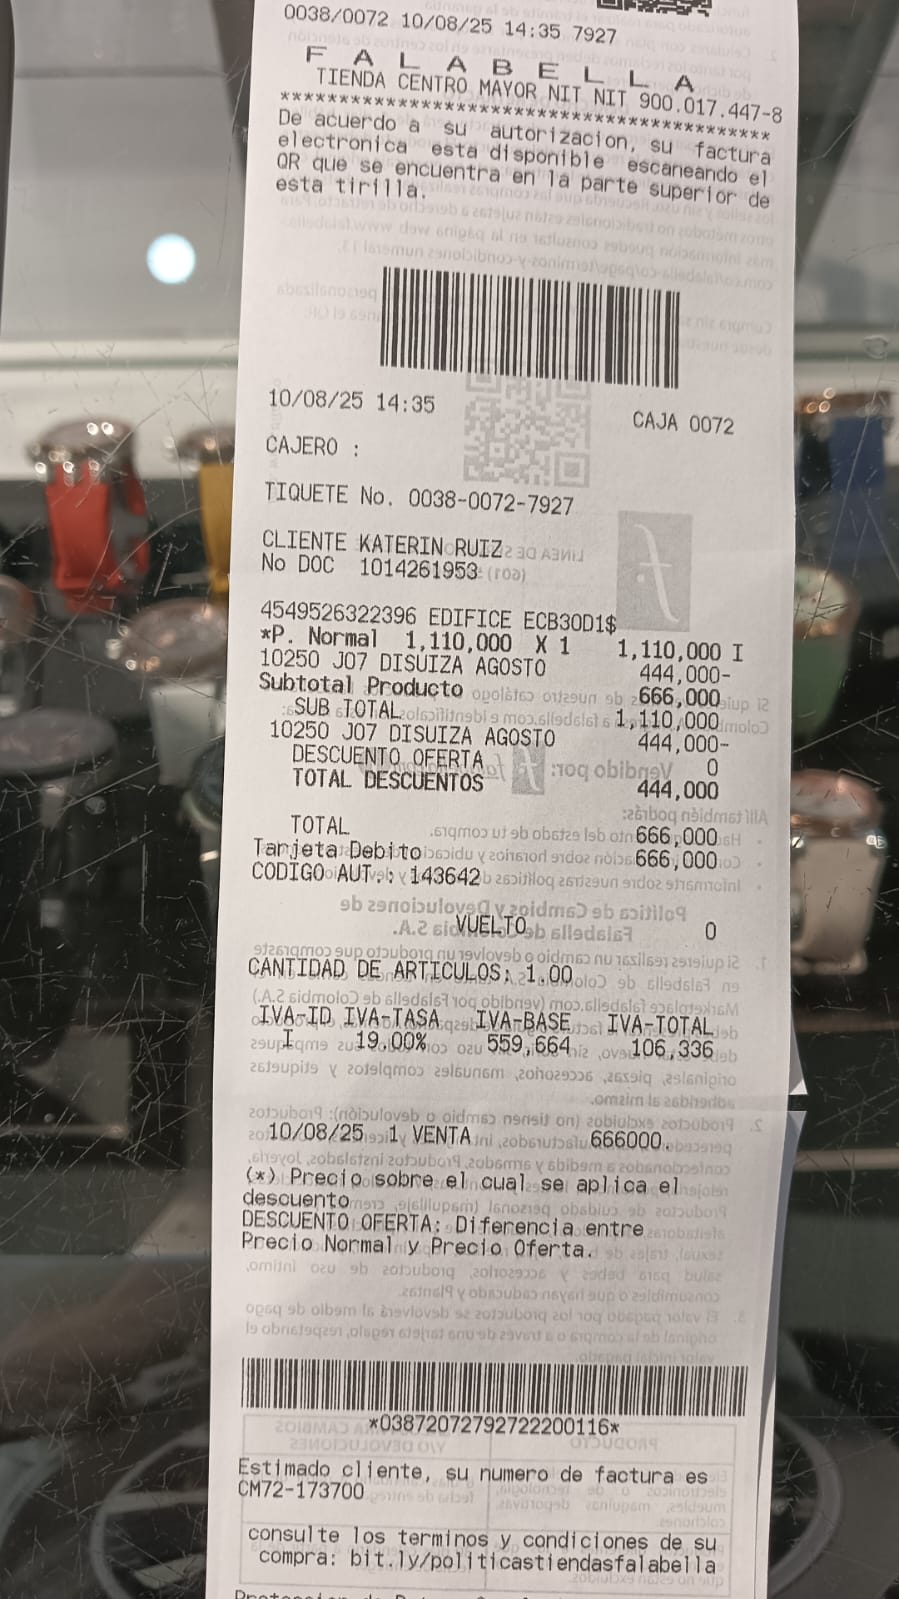 0038/0072 10/08/25 14:35 7927
F A L A B E L L A
TIENDA CENTRO MAYOR NIT NIT 900.017.447-8
******************************************
De acuerdo a su autorizacion, su factura
electronica esta disponible escaneando el
QR que se encuentra en la parte superior de
esta tirilla.
10/08/25 14:35 CAJA 0072
CAJERO :
TIQUETE No. 0038-0072-7927
CLIENTE KATERIN RUIZ
No DOC 1014261953
4549526322396 EDIFICE ECB30D1$
*P. Normal 1,110,000 X 1 1,110,000 I
10250 J07 DISUIZA AGOSTO 444,000-
Subtotal Producto 666,000
SUB TOTAL 1,110,000
10250 J07 DISUIZA AGOSTO 444,000-
DESCUENTO OFERTA 0
TOTAL DESCUENTOS 444,000
TOTAL 666,000
Tarjeta Debito 666,000
CODIGO AUT.: 143642
VUELTO 0
CANTIDAD DE ARTICULOS: 1.00
IVA-ID IVA-TASA IVA-BASE IVA-TOTAL
I 19.00% 559,664 106,336
10/08/25 1 VENTA 666000.
(*) Precio sobre el cual se aplica el
descuento
DESCUENTO OFERTA: Diferencia entre
Precio Normal y Precio Oferta.
*03872072792722200116*
Estimado cliente, su numero de factura es
CM72-173700
consulte los terminos y condiciones de su
compra: bit.ly/politicastiendasfalabella